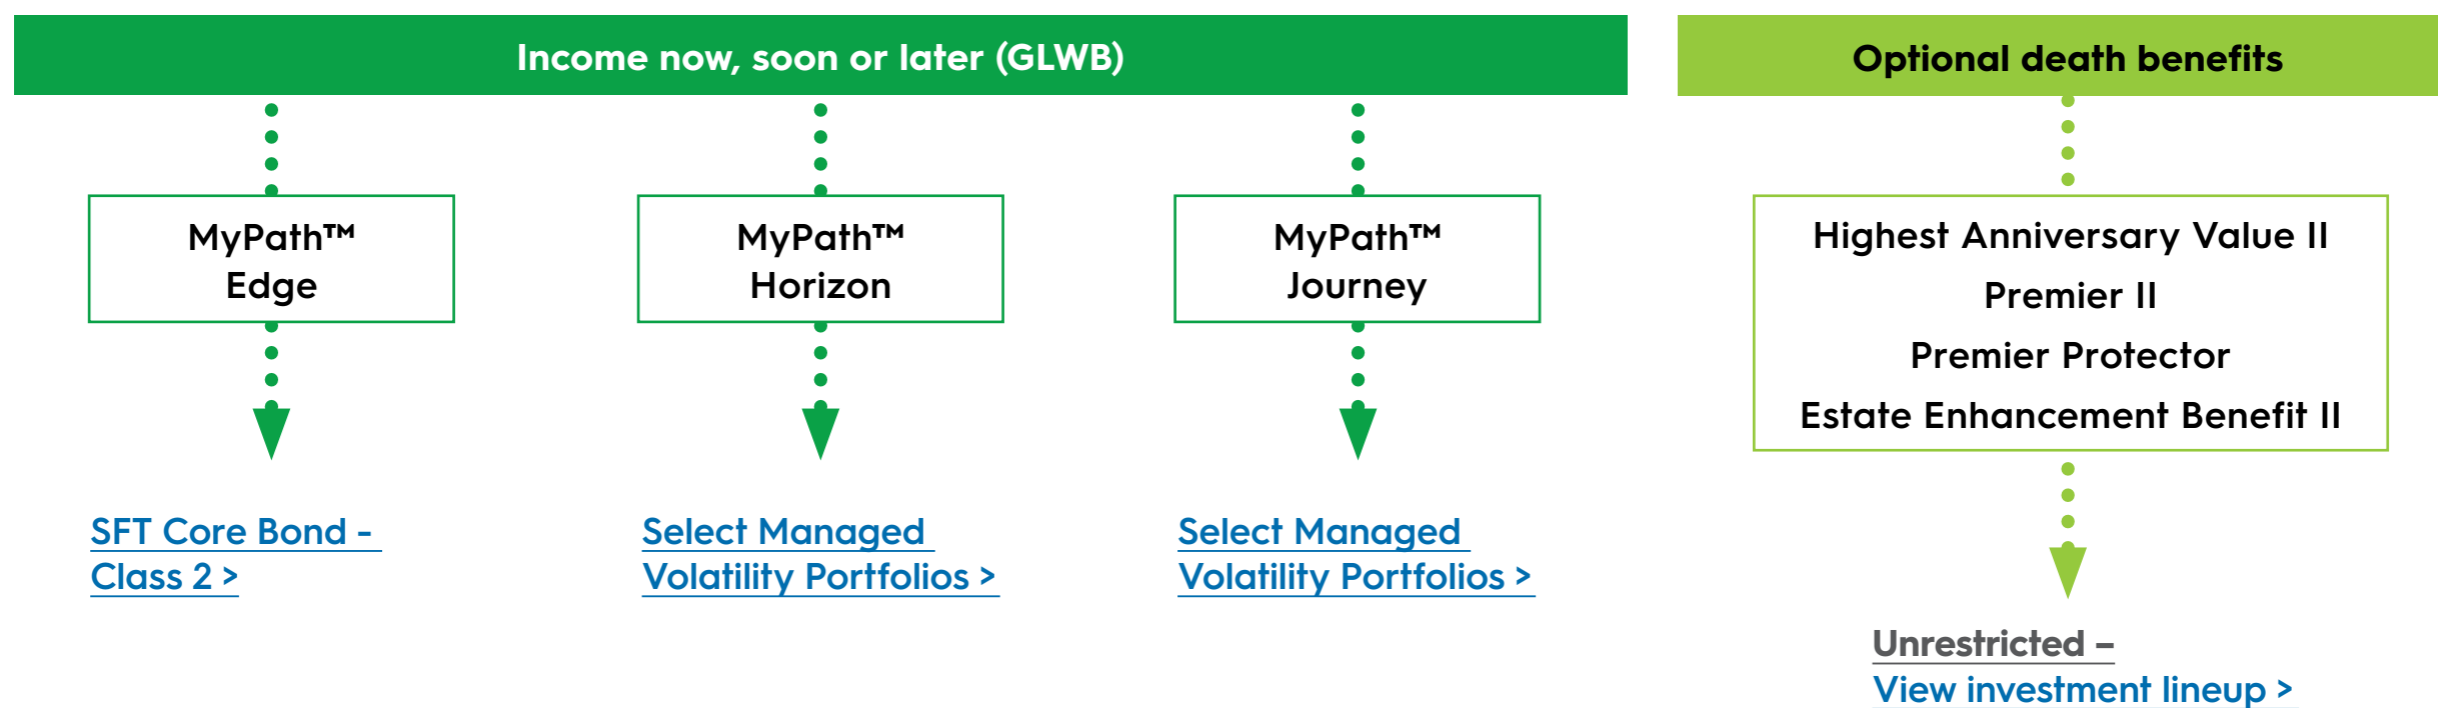 Income now, soon or later (GLWB)
MyPath™
Edge
SFT Core Bond -
Class 2 >
MyPath™
Horizon
Select Managed
Volatility Portfolios >
MyPath™
Journey
Select Managed
Volatility Portfolios >
Optional death benefits
Highest Anniversary Value II
Premier II
Premier Protector
Estate Enhancement Benefit II
Unrestricted –
View investment lineup >